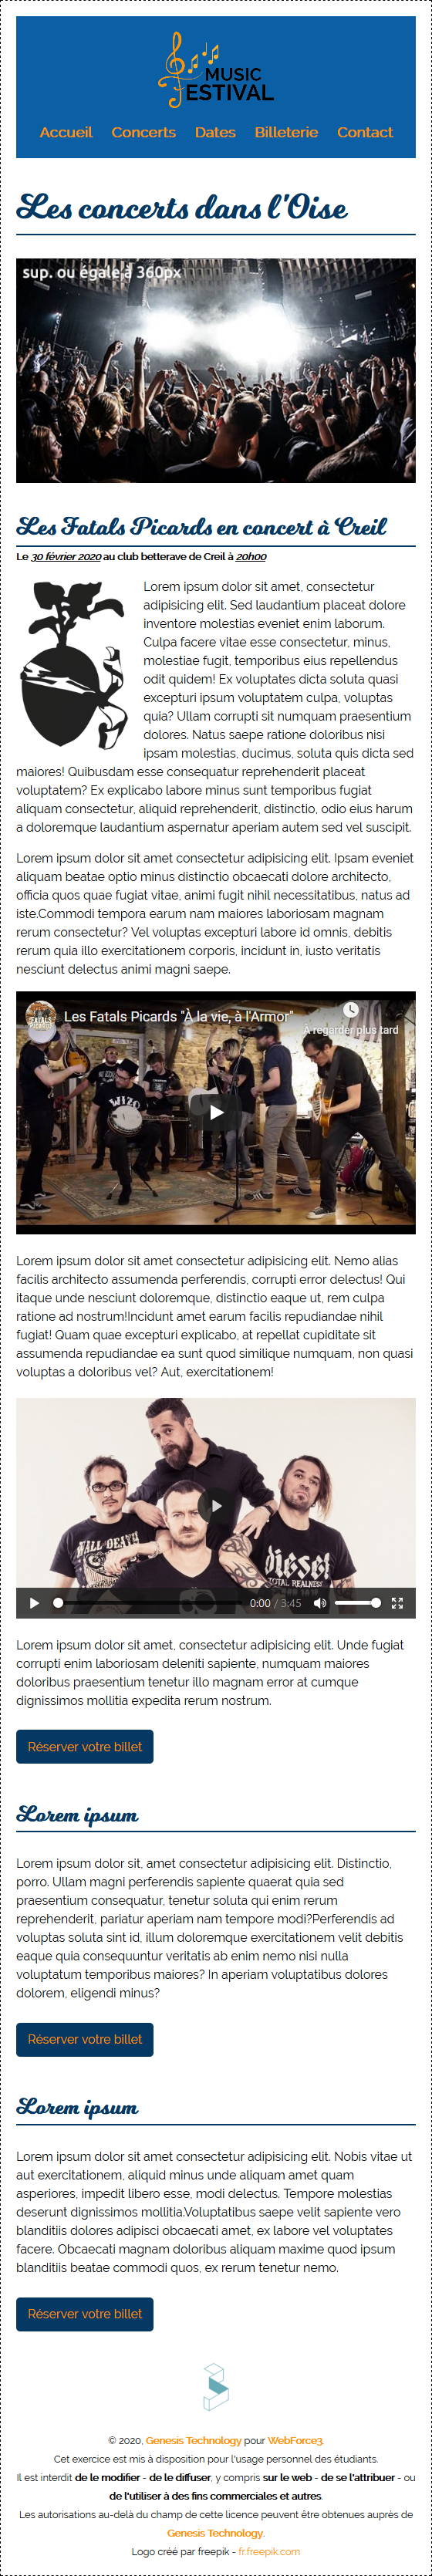 MUSIC
FESTIVAL
Accueil Concerts Dates Billeterie Contact
Les concerts dans l'Oise
sup. ou égale à 360px
Les Fatals Picards en concert à Creil
Le 30 février 2020 au club betterave de Creil à 20h00
Lorem ipsum dolor sit amet, consectetur
adipisicing elit. Sed laudantium placeat dolore
inventore molestias eveniet enim laborum.
Culpa facere vitae esse consectetur, minus,
molestiae fugit, temporibus eius repellendus
odit quidem! Ex voluptates dicta soluta quasi
excepturi ipsum voluptatem culpa, voluptas
quia? Ullam corrupti sit numquam praesentium
dolores. Natus saepe ratione doloribus nisi
ipsam molestias, ducimus, soluta quis dicta sed
maiores! Quibusdam esse consequatur reprehenderit placeat
voluptatem? Ex explicabo labore minus sunt temporibus fugiat
aliquam consectetur, aliquid reprehenderit, distinctio, odio eius harum
a doloremque laudantium aspernatur aperiam autem sed vel suscipit.
Lorem ipsum dolor sit amet consectetur adipisicing elit. Ipsam eveniet
aliquam beatae optio minus distinctio obcaecati dolore architecto,
officia quos quae fugiat vitae, animi fugit nihil necessitatibus, natus ad
iste.Commodi tempora earum nam maiores laboriosam magnam
rerum consectetur? Vel voluptas excepturi labore id omnis, debitis
rerum quia illo exercitationem corporis, incidunt in, iusto veritatis
nesciunt delectus animi magni saepe.
Les Fatals Picards "À la vie, à l'Armor"
À regarder plus tard
WIZO
Lorem ipsum dolor sit amet consectetur adipisicing elit. Nemo alias
facilis architecto assumenda perferendis, corrupti error delectus! Qui
itaque unde nesciunt doloremque, distinctio eaque ut, rem culpa
ratione ad nostrum!Incidunt amet earum facilis repudiandae nihil
fugiat! Quam quae excepturi explicabo, at repellat cupiditate sit
assumenda repudiandae ea sunt quod similique numquam, non quasi
voluptas a doloribus vel? Aut, exercitationem!
Diesel
TOTAL REALNESS
0:00 / 3:45
Lorem ipsum dolor sit amet, consectetur adipisicing elit. Unde fugiat
corrupti enim laboriosam deleniti sapiente, numquam maiores
doloribus praesentium tenetur illo magnam error at cumque
dignissimos mollitia expedita rerum nostrum.
Réserver votre billet
Lorem ipsum
Lorem ipsum dolor sit, amet consectetur adipisicing elit. Distinctio,
porro. Ullam magni perferendis sapiente quaerat quia sed
praesentium consequatur, tenetur soluta qui enim rerum
reprehenderit, pariatur aperiam nam tempore modi?Perferendis ad
voluptas soluta sint id, illum doloremque exercitationem velit debitis
eaque quia consequuntur veritatis ab enim nemo nisi nulla
voluptatum temporibus maiores? In aperiam voluptatibus dolores
dolorem, eligendi minus?
Réserver votre billet
Lorem ipsum
Lorem ipsum dolor sit amet consectetur adipisicing elit. Nobis vitae ut
aut exercitationem, aliquid minus unde aliquam amet quam
asperiores, impedit libero esse, modi delectus. Tempore molestias
deserunt dignissimos mollitia.Voluptatibus saepe velit sapiente vero
blanditiis dolores adipisci obcaecati amet, ex labore vel voluptates
facere. Obcaecati magnam doloribus aliquam maxime quod ipsum
blanditiis beatae commodi quos, ex rerum tenetur nemo.
Réserver votre billet
© 2020, Genesis Technology pour WebForce3.
Cet exercice est mis à disposition pour l'usage personnel des étudiants.
Il est interdit de le modifier - de le diffuser, y compris sur le web - de se l'attribuer - ou
de l'utiliser à des fins commerciales et autres.
Les autorisations au-delà du champ de cette licence peuvent être obtenues auprès de
Genesis Technology.
Logo créé par freepik - fr.freepik.com